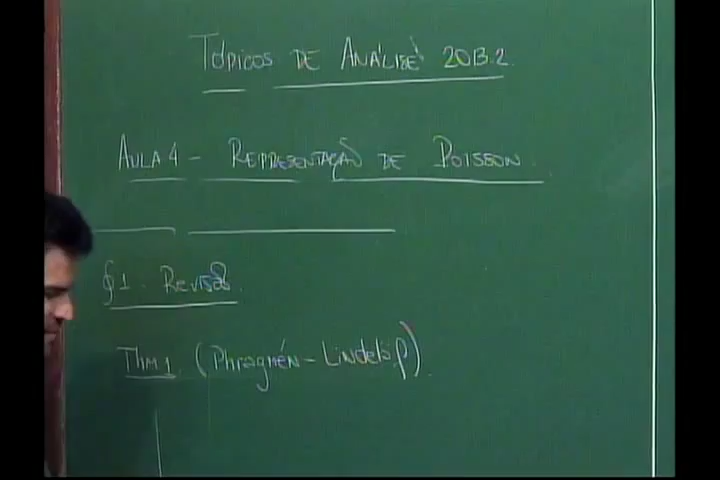 TÓPICOS DE ANÁLISE 2013.2.
AULA 4 - REPRESENTAÇÃO DE POISSON.
§1. Revisão.
THM 1. (Phragmén-Lindelöf).